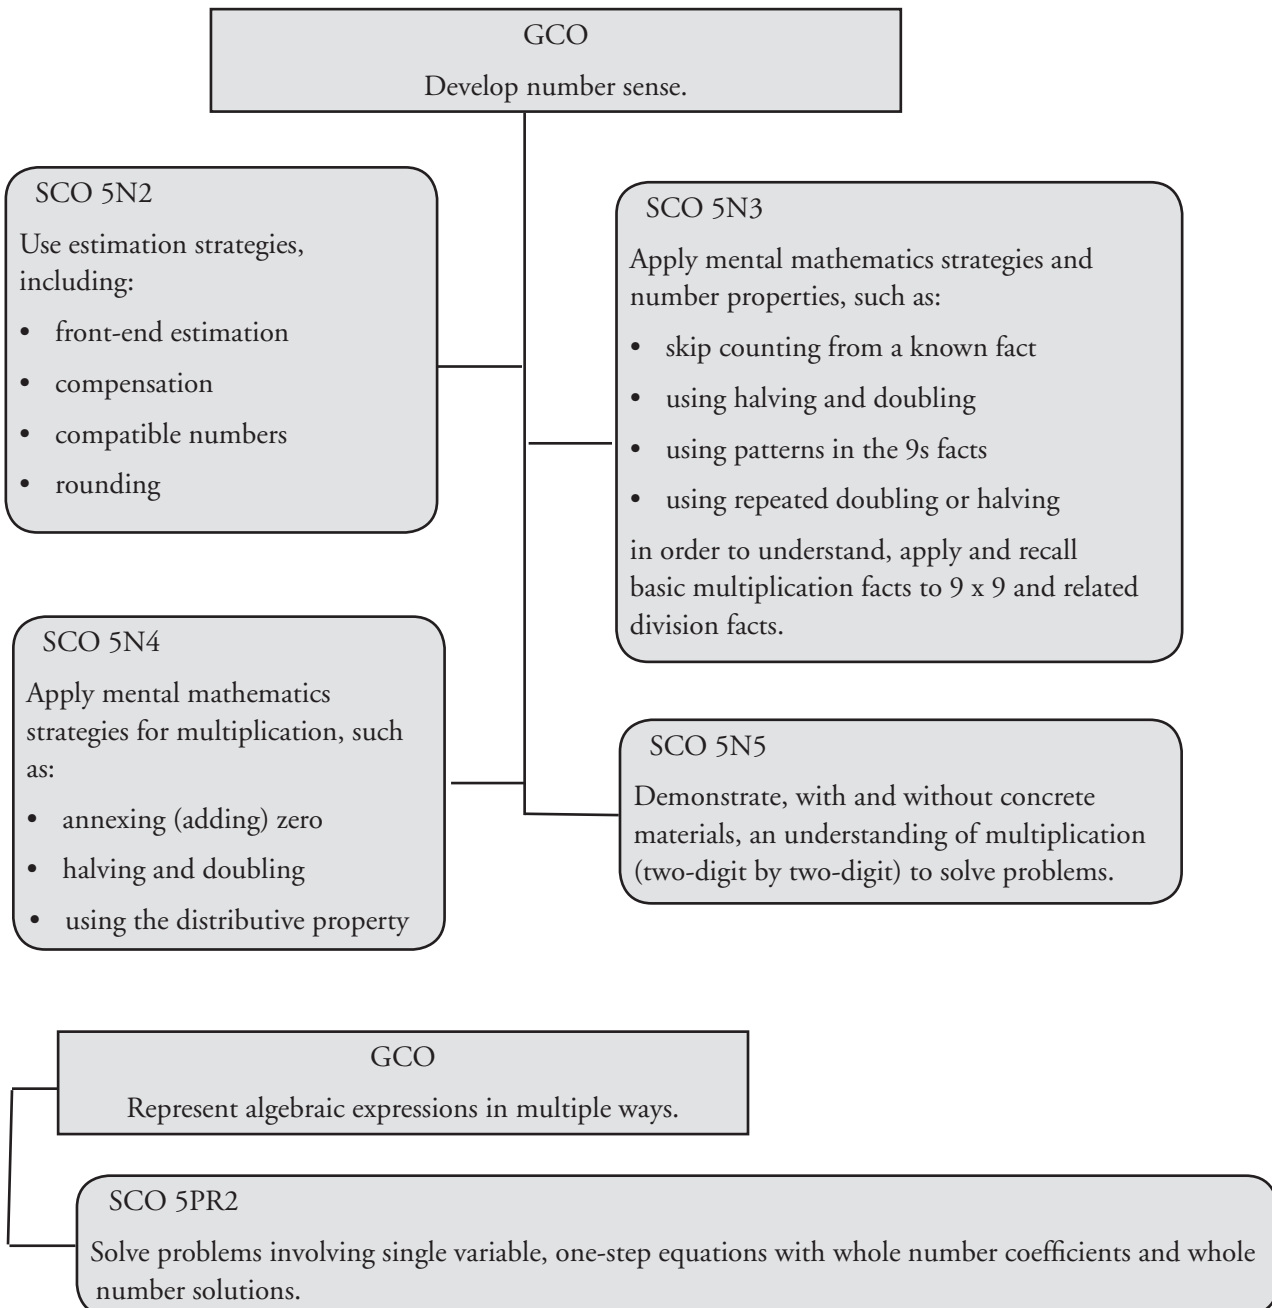 GCO
Develop number sense.
SCO 5N2
Use estimation strategies,
including:
• front-end estimation
• compensation
• compatible numbers
• rounding
SCO 5N3
Apply mental mathematics strategies and
number properties, such as:
• skip counting from a known fact
• using halving and doubling
• using patterns in the 9s facts
• using repeated doubling or halving
in order to understand, apply and recall
basic multiplication facts to 9 x 9 and related
division facts.
SCO 5N4
Apply mental mathematics
strategies for multiplication, such
as:
• annexing (adding) zero
• halving and doubling
• using the distributive property
SCO 5N5
Demonstrate, with and without concrete
materials, an understanding of multiplication
(two-digit by two-digit) to solve problems.
GCO
Represent algebraic expressions in multiple ways.
SCO 5PR2
Solve problems involving single variable, one-step equations with whole number coefficients and whole
number solutions.